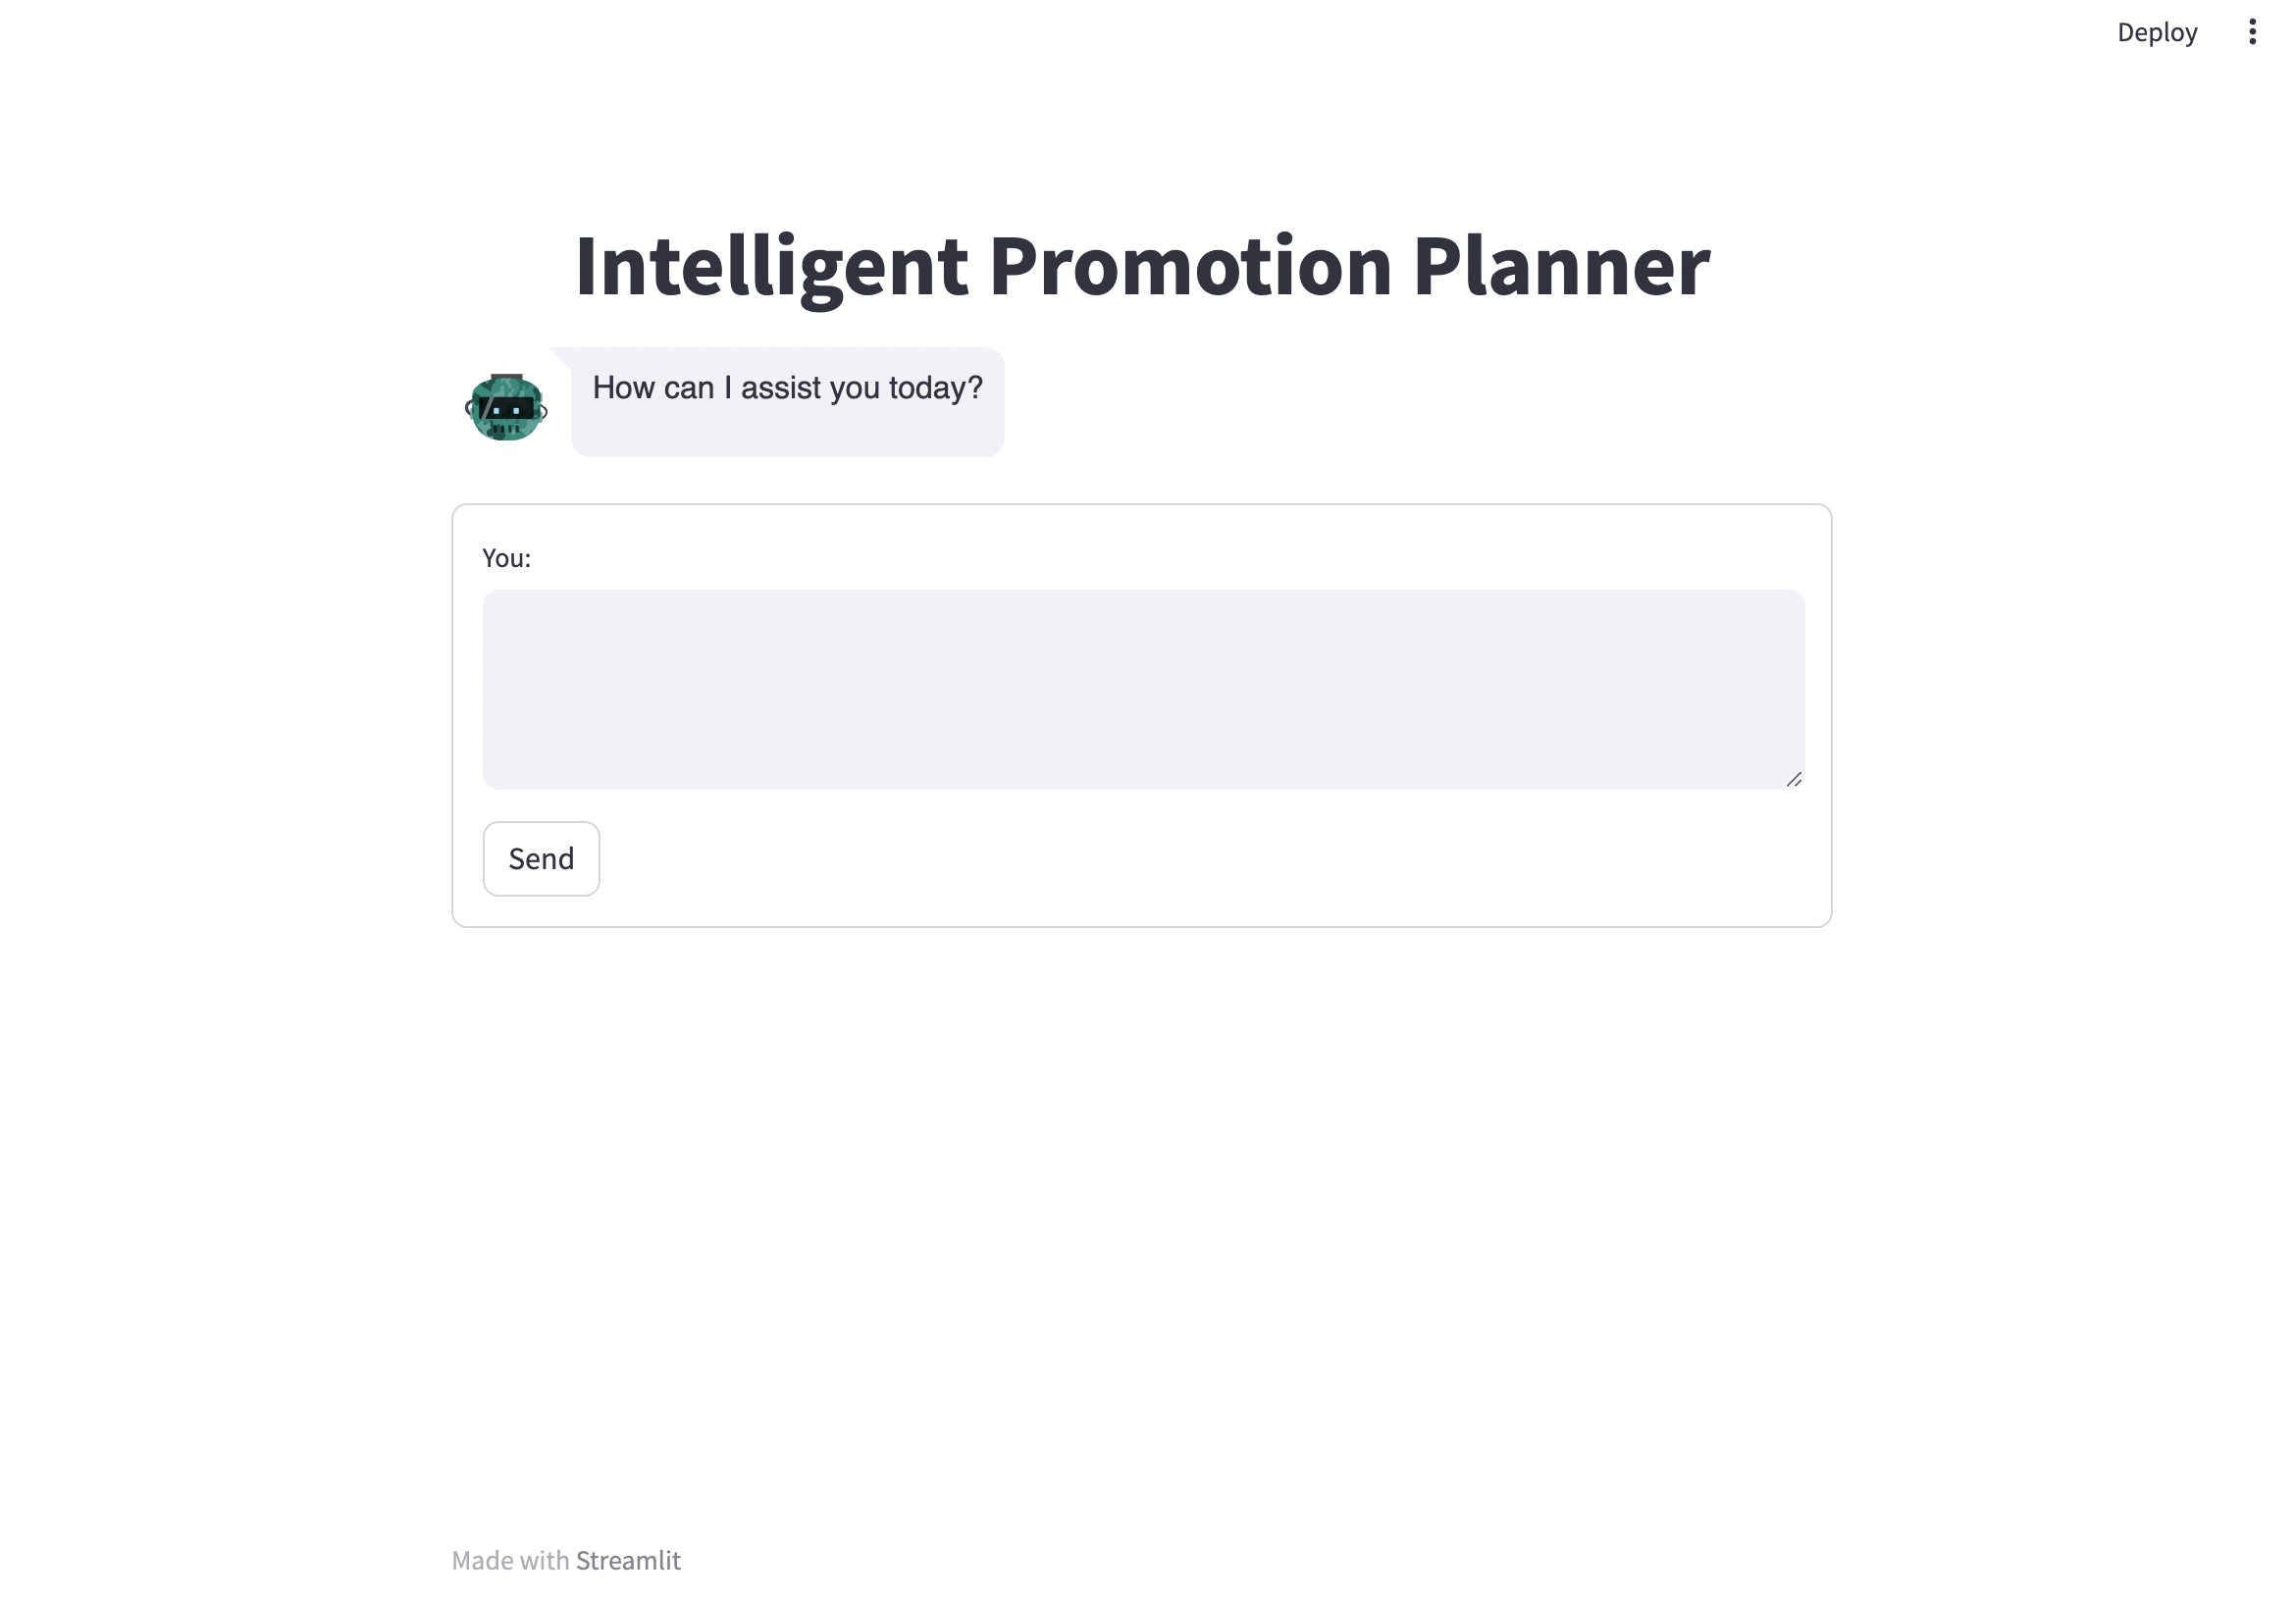 Deploy
Intelligent Promotion Planner
How can I assist you today?
You:
Send
Made with Streamlit